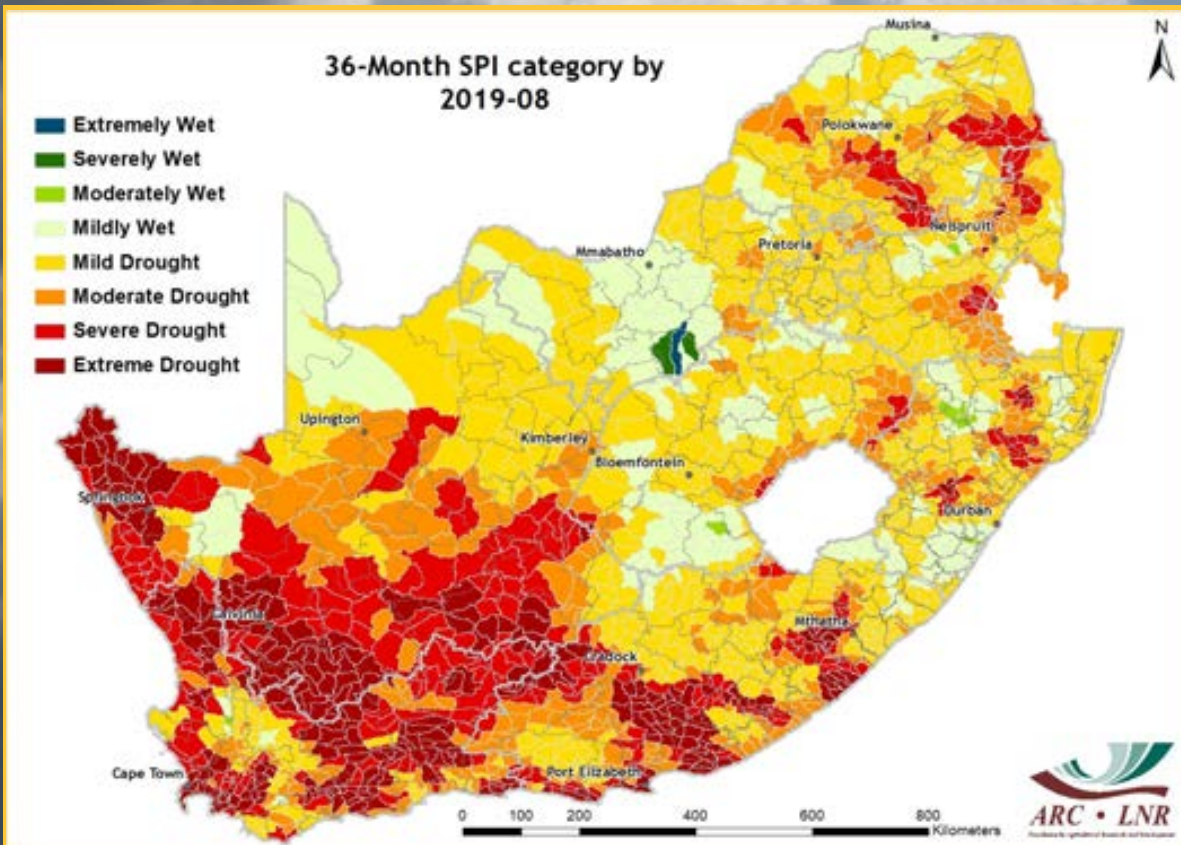 36-Month SPI category by
2019-08
N
Extremely Wet
Severely Wet
Moderately Wet
Mildly Wet
Mild Drought
Moderate Drought
Severe Drought
Extreme Drought
Musina
Polokwane
Nelspruit
Pretoria
Mmabatho
Upington
Kimberley
Bloemfontein
Springbok
Durban
Calvinia
Mthatha
Cradock
Cape Town
Port Elizabeth
0 100 200 400 600 800
Kilometers
ARC • LNR